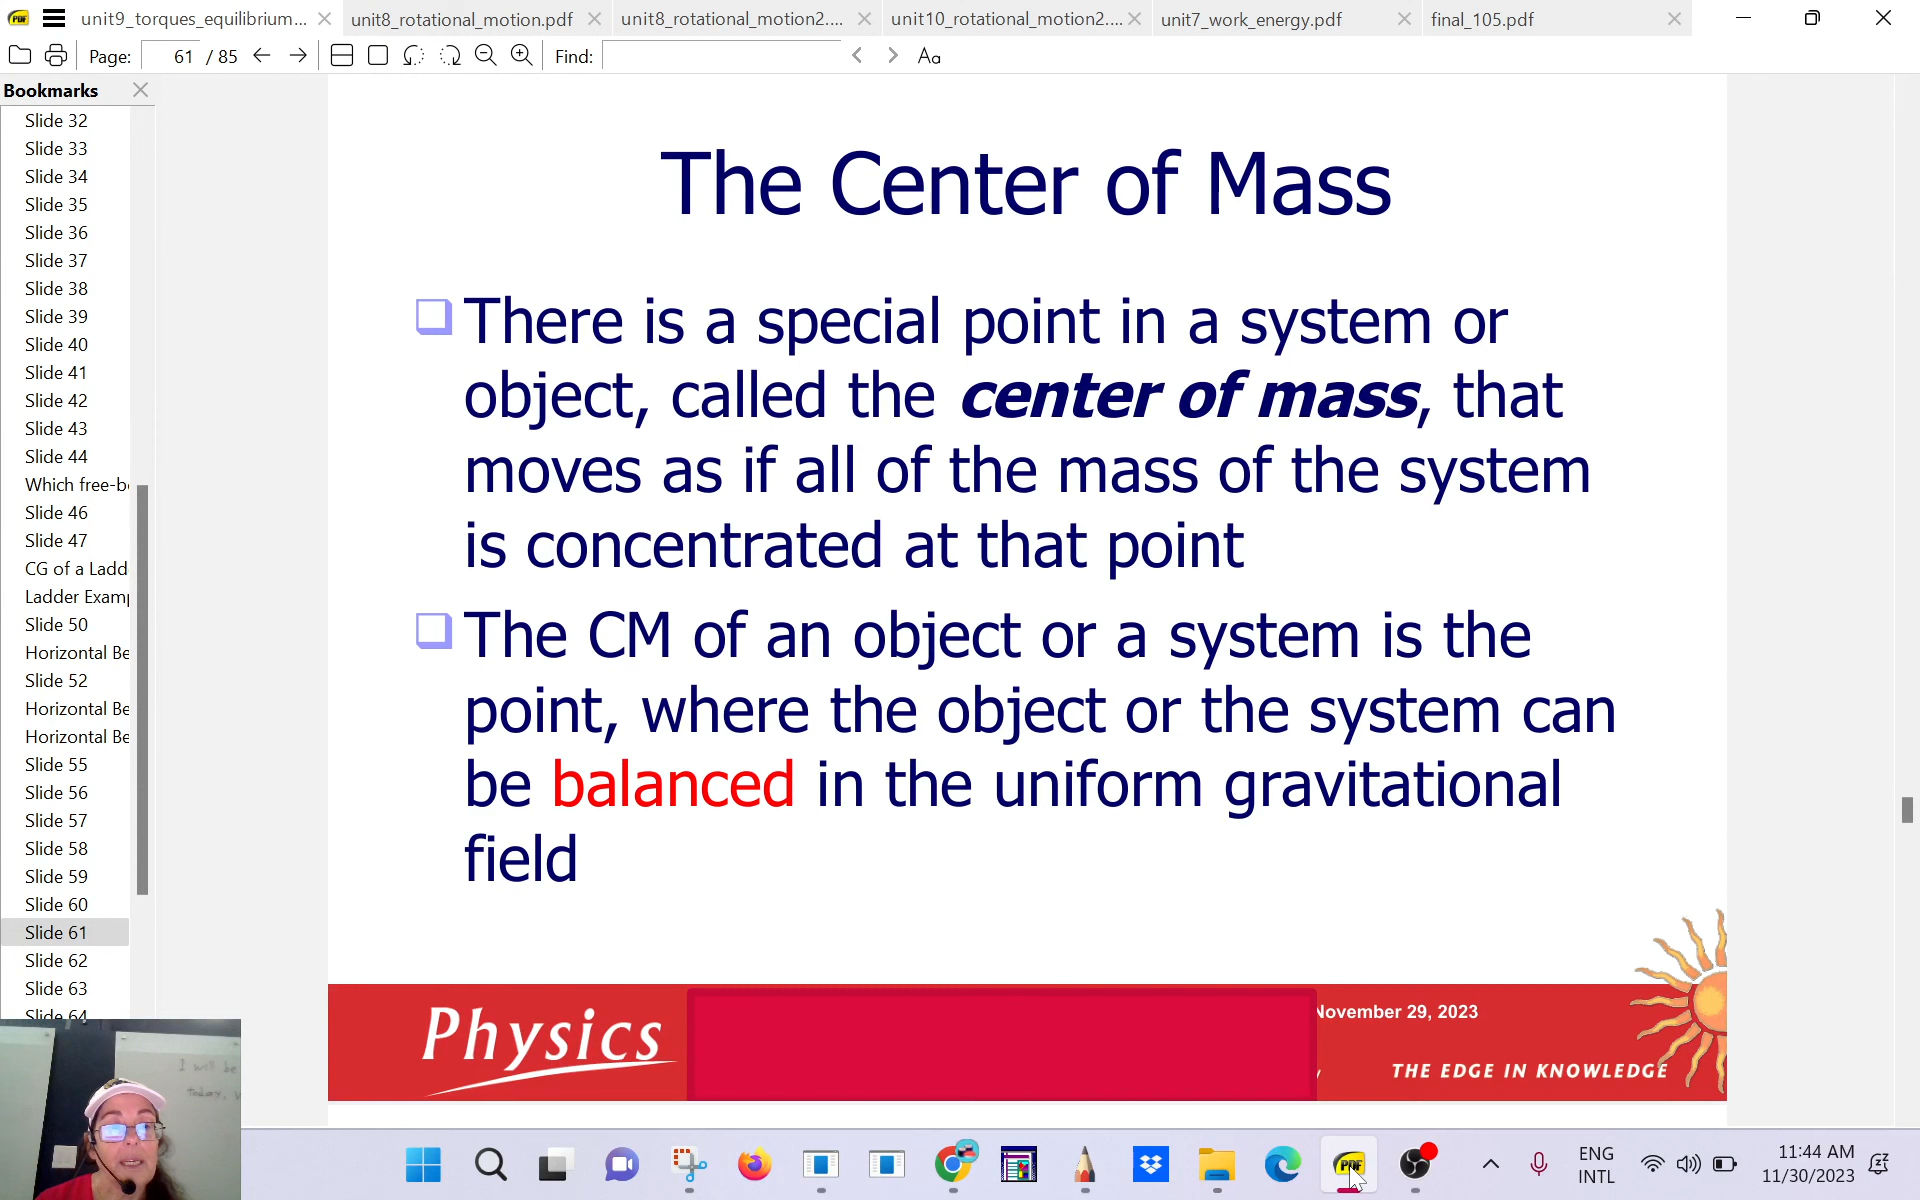 unit9_torques_equilibrium...
unit8_rotational_motion.pdf
unit8_rotational_motion2....
unit10_rotational_motion2....
unit7_work_energy.pdf
final_105.pdf
Page: 61 / 85
Find:
Aa
Bookmarks
Slide 32
Slide 33
Slide 34
Slide 35
Slide 36
Slide 37
Slide 38
Slide 39
Slide 40
Slide 41
Slide 42
Slide 43
Slide 44
Which free-b
Slide 46
Slide 47
CG of a Ladd
Ladder Exam
Slide 50
Horizontal Be
Slide 52
Horizontal Be
Horizontal Be
Slide 55
Slide 56
Slide 57
Slide 58
Slide 59
Slide 60
Slide 61
Slide 62
Slide 63
Slide 64
The Center of Mass
There is a special point in a system or
object, called the center of mass, that
moves as if all of the mass of the system
is concentrated at that point
The CM of an object or a system is the
point, where the object or the system can
be balanced in the uniform gravitational
field
Physics
November 29, 2023
THE EDGE IN KNOWLEDGE
I will be
today,
PDF
ENG
INTL
11:44 AM
11/30/2023